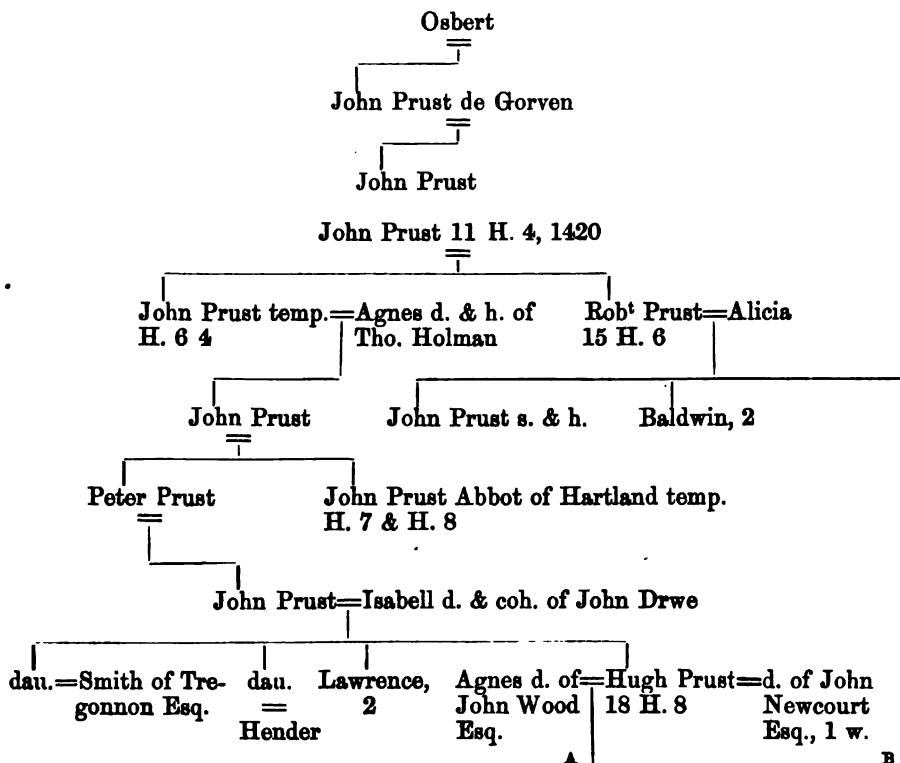 Osbert
John Prust de Gorven
John Prust
John Prust 11 H. 4, 1420
John Prust temp.=Agnes d. & h. of Robt Prust=Alicia
H. 6 4 Tho. Holman 15 H. 6
John Prust John Prust s. & h. Baldwin, 2
Peter Prust John Prust Abbot of Hartland temp.
H. 7 & H. 8
John Prust=Isabell d. & coh. of John Drwe
dau.=Smith of Tre- dau. Lawrence, Agnes d. of=Hugh Prust=d. of John
gonnon Esq. = 2 John Wood 18 H. 8 Newcourt
Hender Esq. Esq., 1 w.
A B